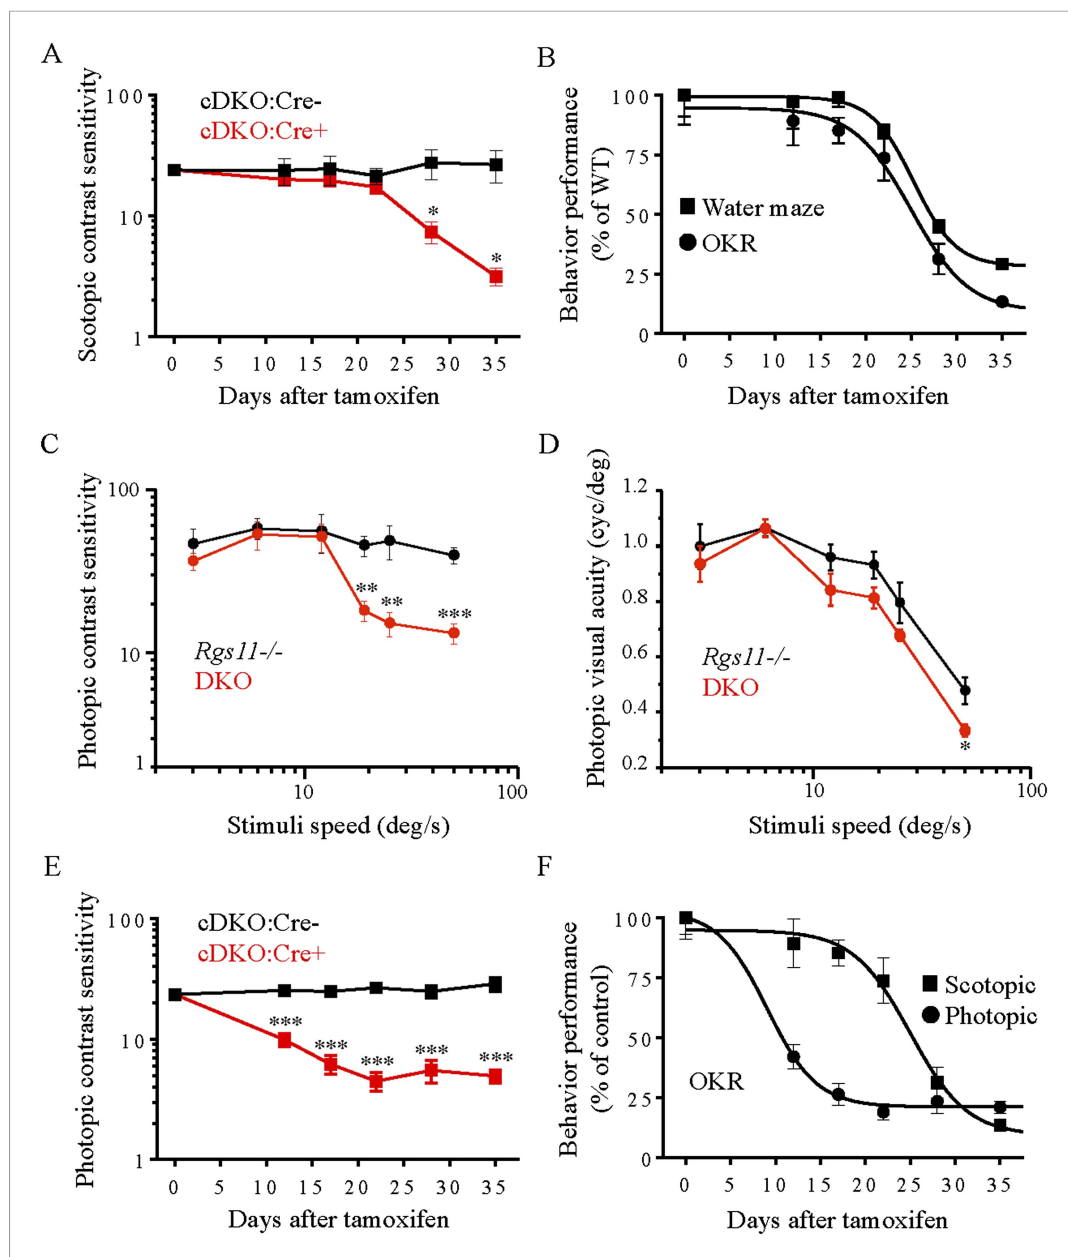 A
Scotopic contrast sensitivity
100
10
1
cDKO:Cre-
cDKO:Cre+
*
*
0 5 10 15 20 25 30 35
Days after tamoxifen
B
Behavior performance
(% of WT)
100
75
50
25
0
Water maze
OKR
0 5 10 15 20 25 30 35
Days after tamoxifen
C
Photopic contrast sensitivity
100
10
1
** ** ***
Rgs11-/-
DKO
10 100
Stimuli speed (deg/s)
D
Photopic visual acuity (cyc/deg)
1.2
1.0
0.8
0.6
0.4
0.2
Rgs11-/-
DKO
*
10 100
Stimuli speed (deg/s)
E
Photopic contrast sensitivity
100
10
1
cDKO:Cre-
cDKO:Cre+
*** *** *** *** ***
0 5 10 15 20 25 30 35
Days after tamoxifen
F
Behavior performance
(% of control)
100
75
50
25
0
Scotopic
Photopic
OKR
0 5 10 15 20 25 30 35
Days after tamoxifen